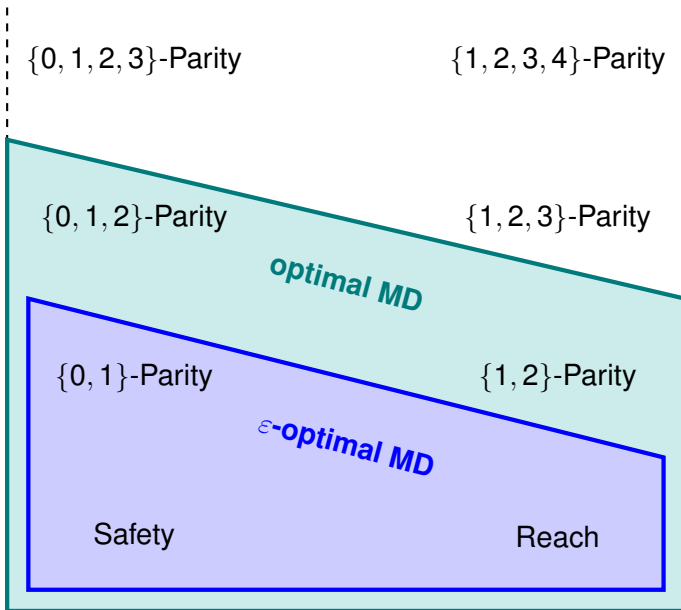 {0, 1, 2, 3}-Parity
{1, 2, 3, 4}-Parity
{0, 1, 2}-Parity
{1, 2, 3}-Parity
optimal MD
{0, 1}-Parity
{1, 2}-Parity
ε-optimal MD
Safety
Reach